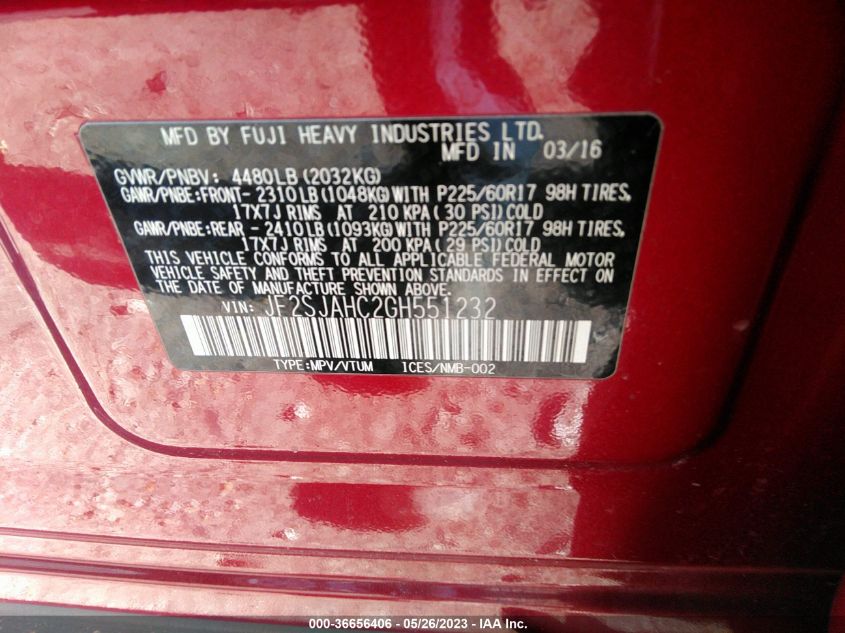 MFD BY FUJI HEAVY INDUSTRIES LTD.
MFD IN 03/16
GVWR/PNBV: 4480LB (2032KG)
GAWR/PNBE:FRONT- 2310LB (1048KG) WITH P225/60R17 98H TIRES,
17X7J RIMS AT 210 KPA ( 30 PSI) COLD
GAWR/PNBE:REAR - 2410LB (1093KG) WITH P225/60R17 98H TIRES,
17X7J RIMS AT 200 KPA ( 29 PSI) COLD
THIS VEHICLE CONFORMS TO ALL APPLICABLE FEDERAL MOTOR
VEHICLE SAFETY AND THEFT PREVENTION STANDARDS IN EFFECT ON
THE DATE OF MANUFACTURE SHOWN ABOVE.
VIN: JF2SJAHC2GH551232
TYPE:MPV/VTUM ICES/NMB-002
000-36656406 - 05/26/2023 - IAA Inc.